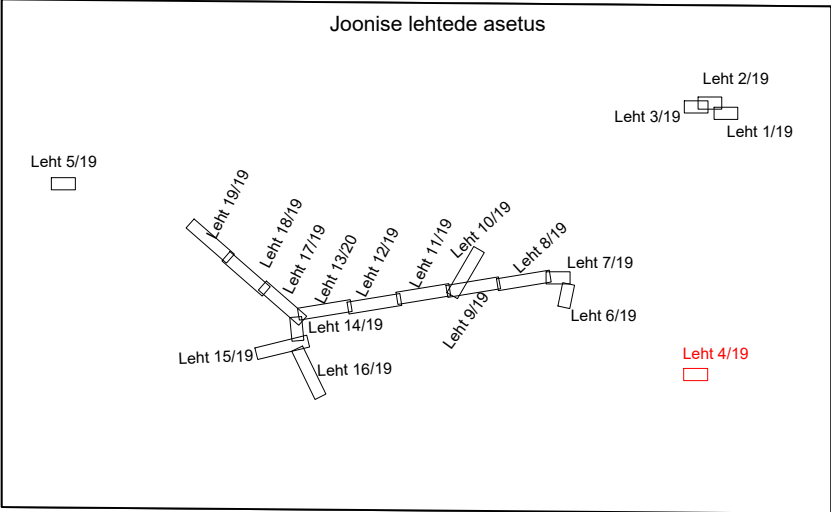 Joonise lehtede asetus
Leht 2/19
Leht 3/19
Leht 1/19
Leht 5/19
Leht 19/19
Leht 18/19
Leht 17/19
Leht 13/20
Leht 12/19
Leht 11/19
Leht 10/19
Leht 8/19
Leht 7/19
Leht 9/19
Leht 6/19
Leht 14/19
Leht 15/19
Leht 16/19
Leht 4/19